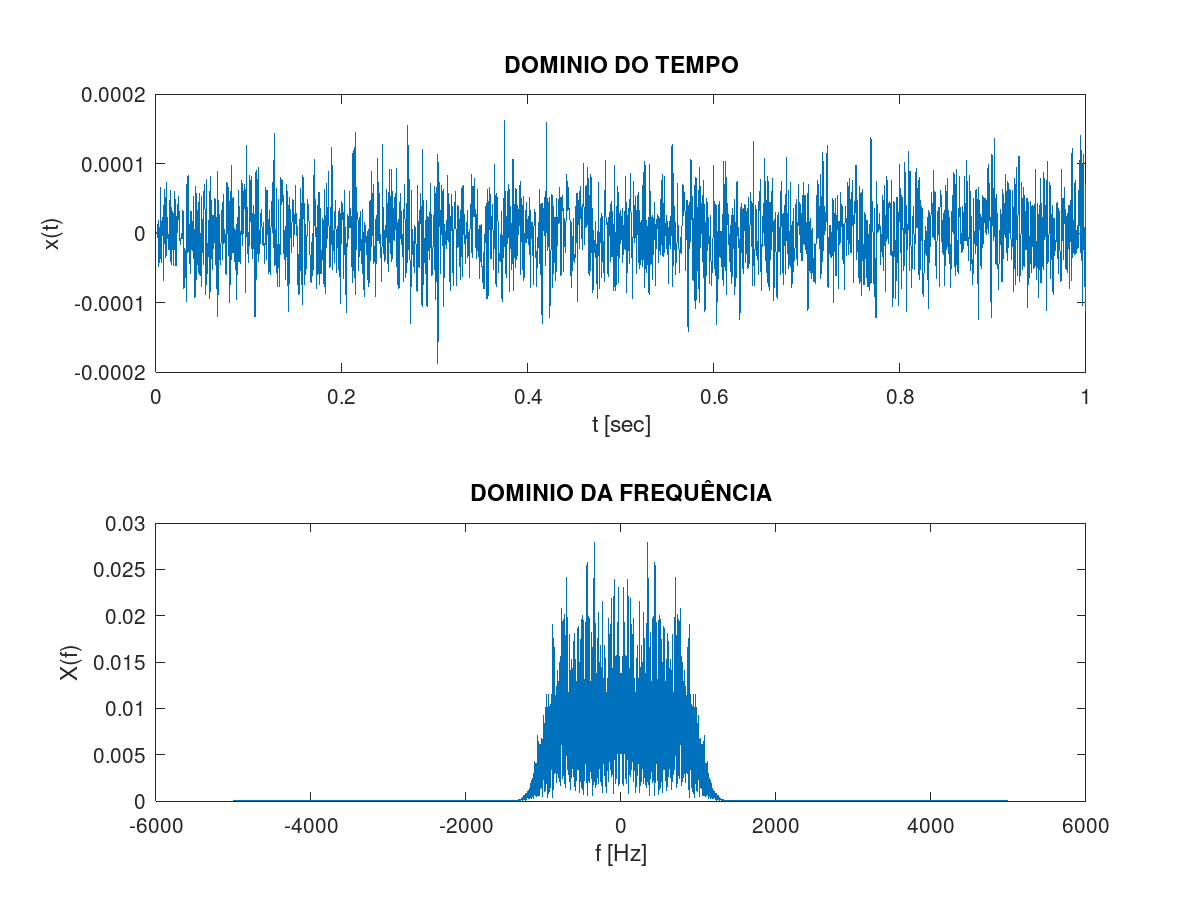 DOMINIO DO TEMPO
0.0002
0.0001
0
-0.0001
-0.0002
x(t)
0 0.2 0.4 0.6 0.8 1
t [sec]
DOMINIO DA FREQUÊNCIA
0.03
0.025
0.02
0.015
0.01
0.005
0
X(f)
-6000 -4000 -2000 0 2000 4000 6000
f [Hz]